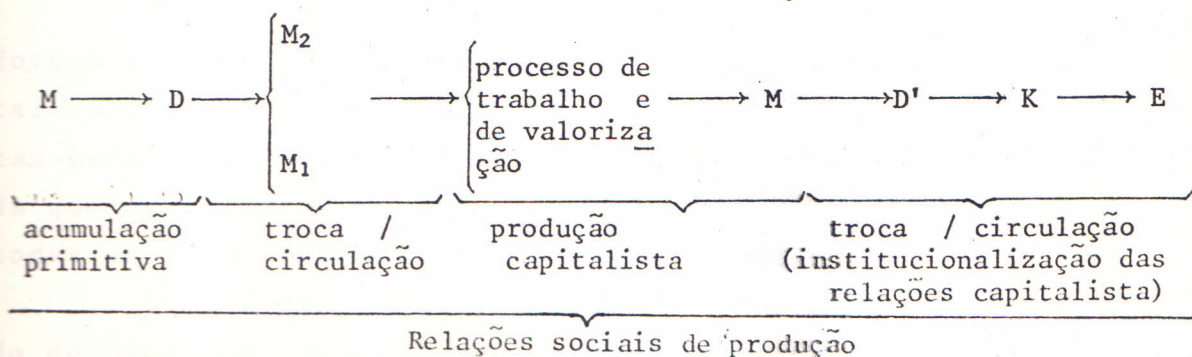 M₂
processo de
M ⟶ D ⟶ ⟶ trabalho e ⟶ M ⟶ D' ⟶ K ⟶ E
de valoriza
ção
M₁
acumulação troca / produção troca / circulação
primitiva circulação capitalista (institucionalização das
relações capitalista)
Relações sociais de produção